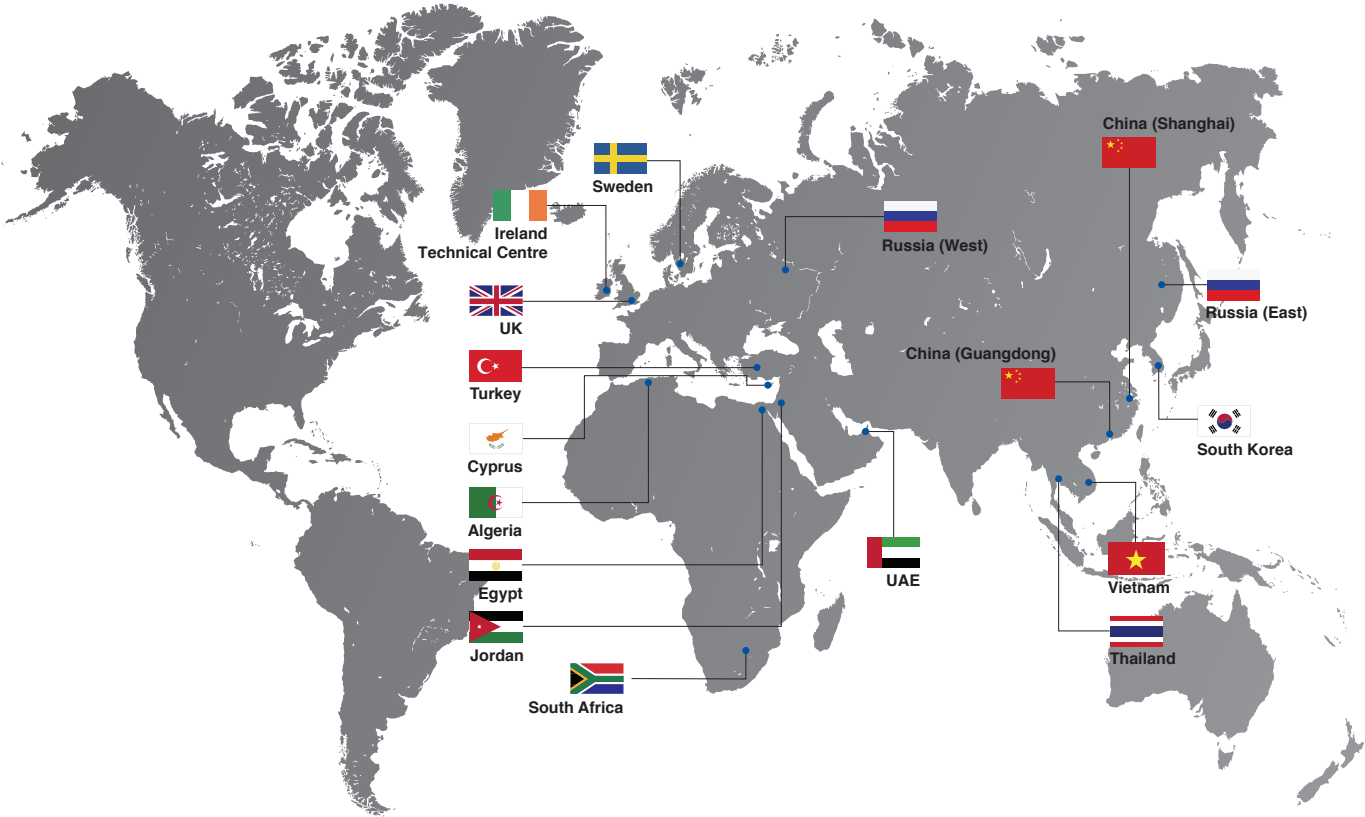 China (Shanghai)
Sweden
Ireland
Technical Centre
Russia (West)
UK
Russia (East)
China (Guangdong)
Turkey
South Korea
Cyprus
Algeria
UAE
Egypt
Vietnam
Jordan
Thailand
South Africa